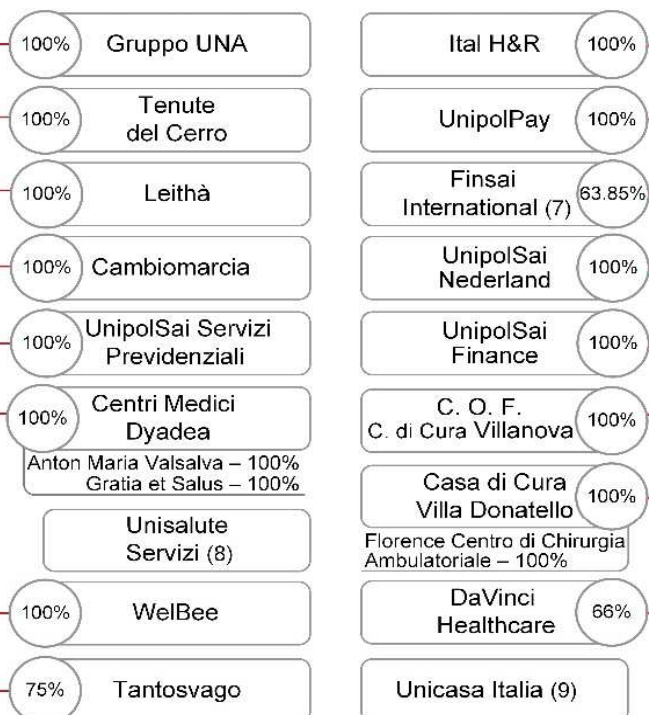 100% Gruppo UNA
Ital H&R 100%
100% Tenute
del Cerro
UnipolPay 100%
100% Leithà
Finsai
International (7) 63.85%
100% Cambiomarcia
UnipolSai
Nederland 100%
100% UnipolSai Servizi
Previdenziali
UnipolSai
Finance 100%
100% Centri Medici
Dyadea
Anton Maria Valsalva – 100%
Gratia et Salus – 100%
C. O. F.
C. di Cura Villanova 100%
Casa di Cura
Villa Donatello 100%
Florence Centro di Chirurgia
Ambulatoriale – 100%
Unisalute
Servizi (8)
100% WelBee
DaVinci
Healthcare 66%
75% Tantosvago
Unicasa Italia (9)